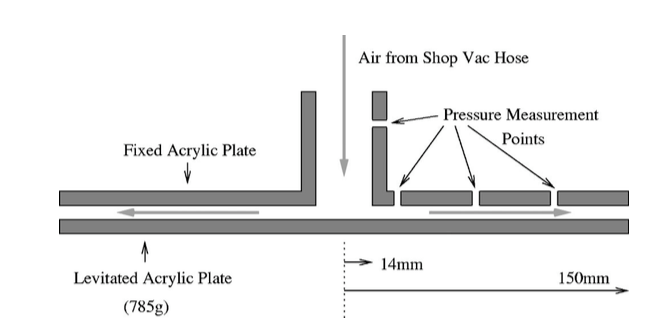 Air from Shop Vac Hose
Pressure Measurement
Points
Fixed Acrylic Plate
14mm
Levitated Acrylic Plate
150mm
(785g)